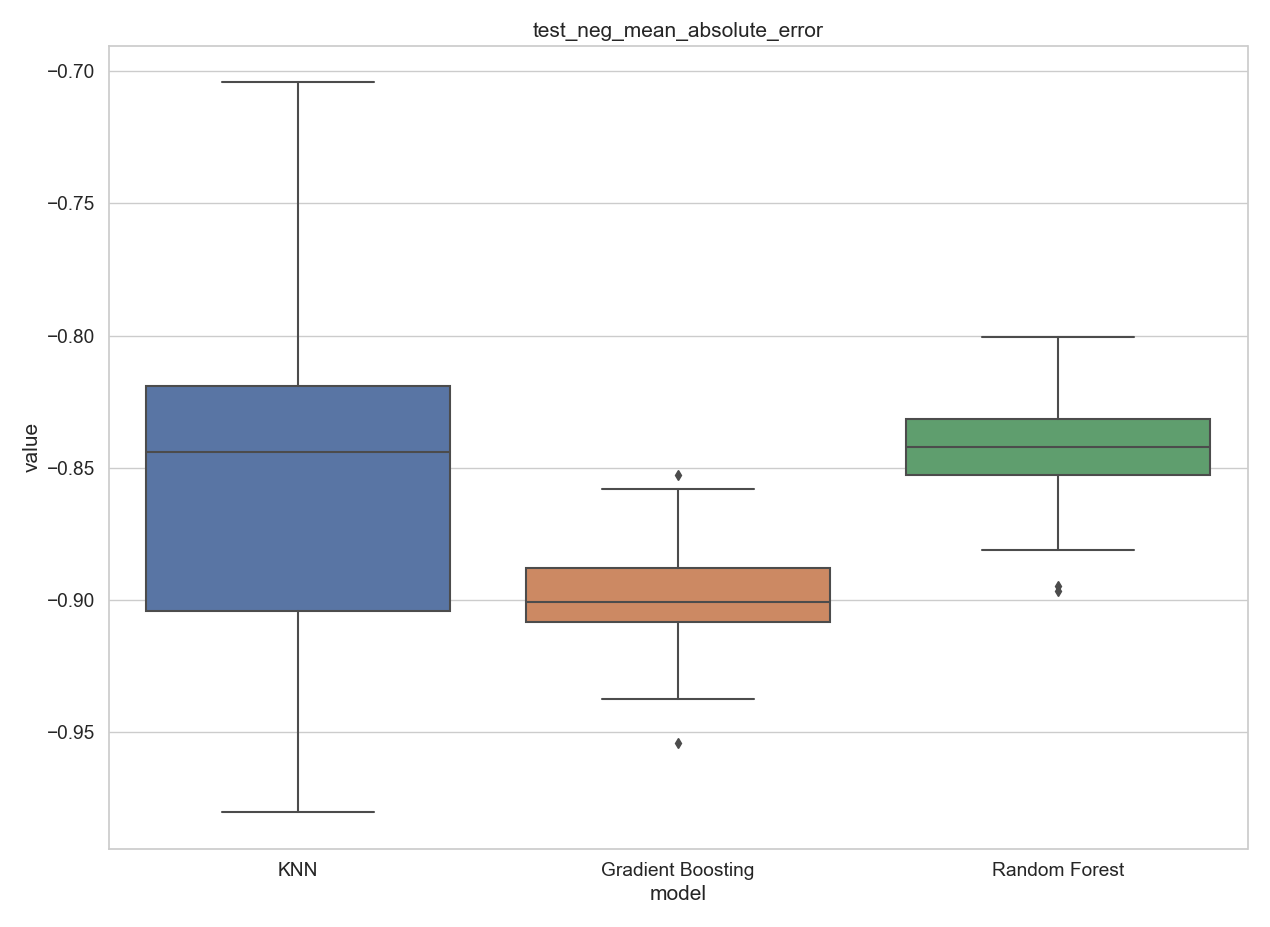 test_neg_mean_absolute_error
−0.70
−0.75
−0.80
−0.85
−0.90
−0.95
value
KNN
Gradient Boosting
Random Forest
model